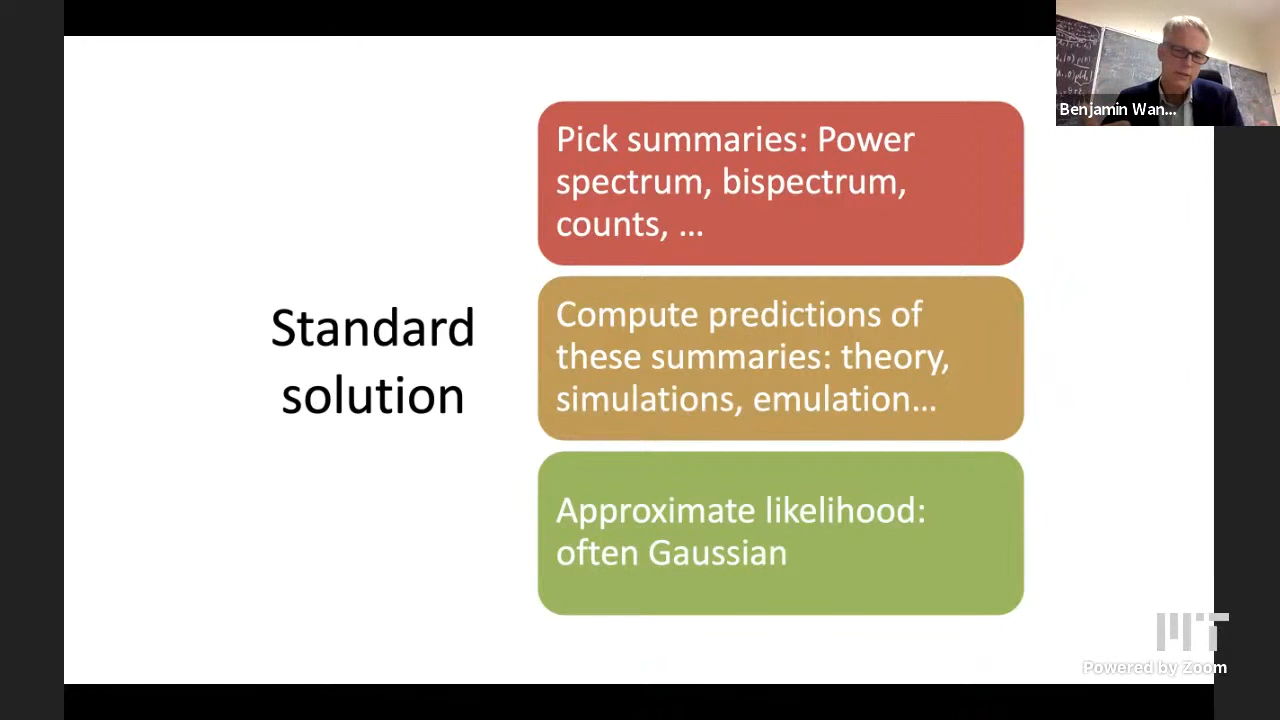 Benjamin Wan...
Pick summaries: Power
spectrum, bispectrum,
counts, ...
Standard
solution
Compute predictions of
these summaries: theory,
simulations, emulation...
Approximate likelihood:
often Gaussian
MIT
Powered by Zoom